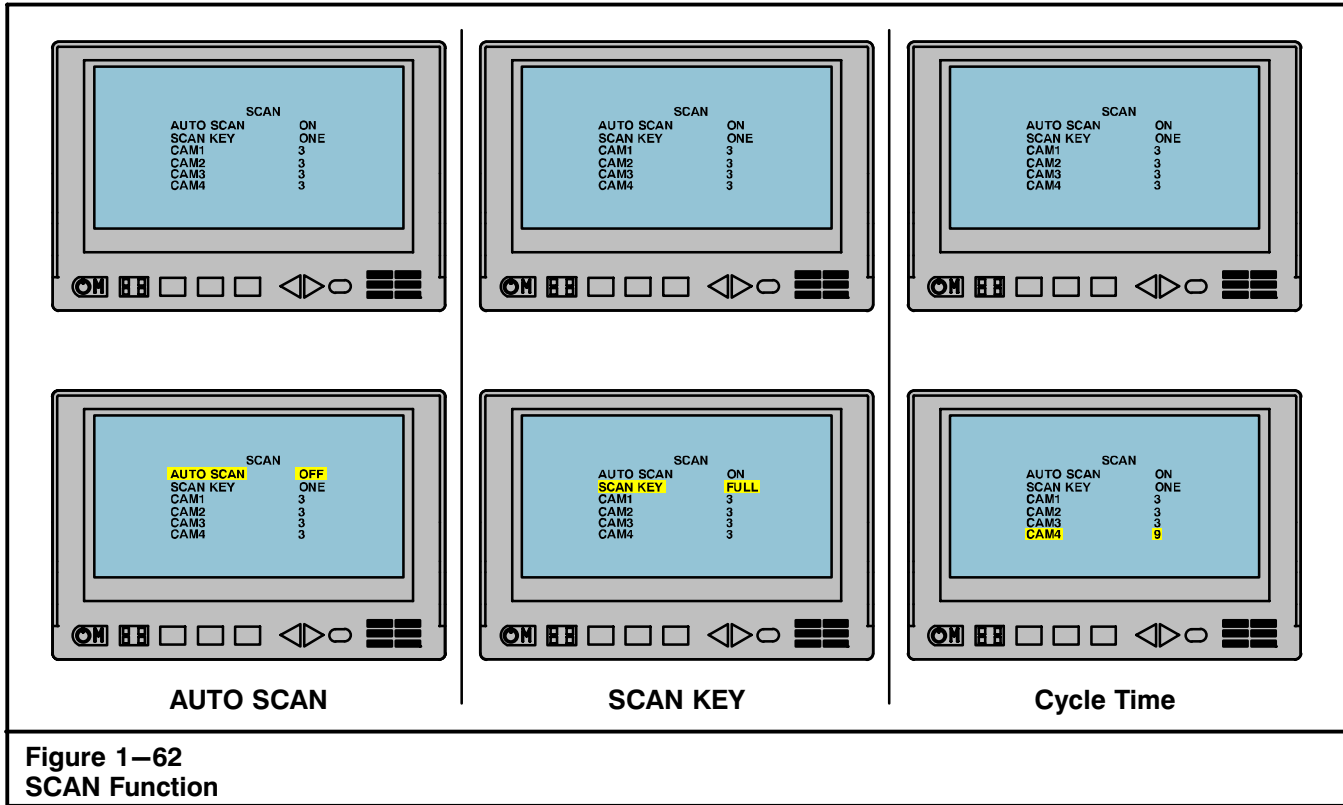 SCAN
AUTO SCAN ON
SCAN KEY ONE
CAM1 3
CAM2 3
CAM3 3
CAM4 3
SCAN
AUTO SCAN ON
SCAN KEY ONE
CAM1 3
CAM2 3
CAM3 3
CAM4 3
SCAN
AUTO SCAN ON
SCAN KEY ONE
CAM1 3
CAM2 3
CAM3 3
CAM4 3
M
M
M
SCAN
AUTO SCAN OFF
SCAN KEY ONE
CAM1 3
CAM2 3
CAM3 3
CAM4 3
SCAN
AUTO SCAN ON
SCAN KEY FULL
CAM1 3
CAM2 3
CAM3 3
CAM4 3
SCAN
AUTO SCAN ON
SCAN KEY ONE
CAM1 3
CAM2 3
CAM3 3
CAM4 9
M
M
M
AUTO SCAN
SCAN KEY
Cycle Time
Figure 1–62
SCAN Function